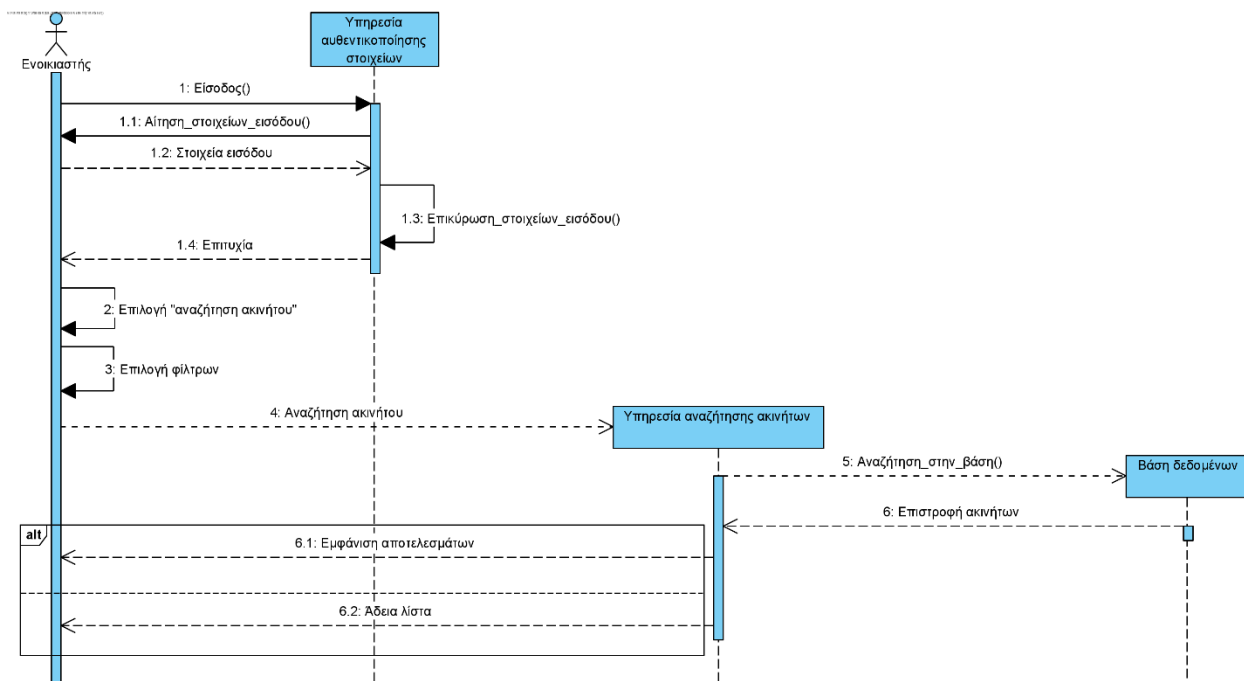 Ενοικιαστής
Υπηρεσία
αυθεντικοποίησης
στοιχείων
1: Είσοδος()
1.1: Αίτηση_στοιχείων_εισόδου()
1.2: Στοιχεία εισόδου
1.3: Επικύρωση_στοιχείων_εισόδου()
1.4: Επιτυχία
2: Επιλογή "αναζήτηση ακινήτου"
3: Επιλογή φίλτρων
4: Αναζήτηση ακινήτου
Υπηρεσία αναζήτησης ακινήτων
5: Αναζήτηση_στην_βάση()
Βάση δεδομένων
6: Επιστροφή ακινήτων
alt
6.1: Εμφάνιση αποτελεσμάτων
6.2: Άδεια λίστα